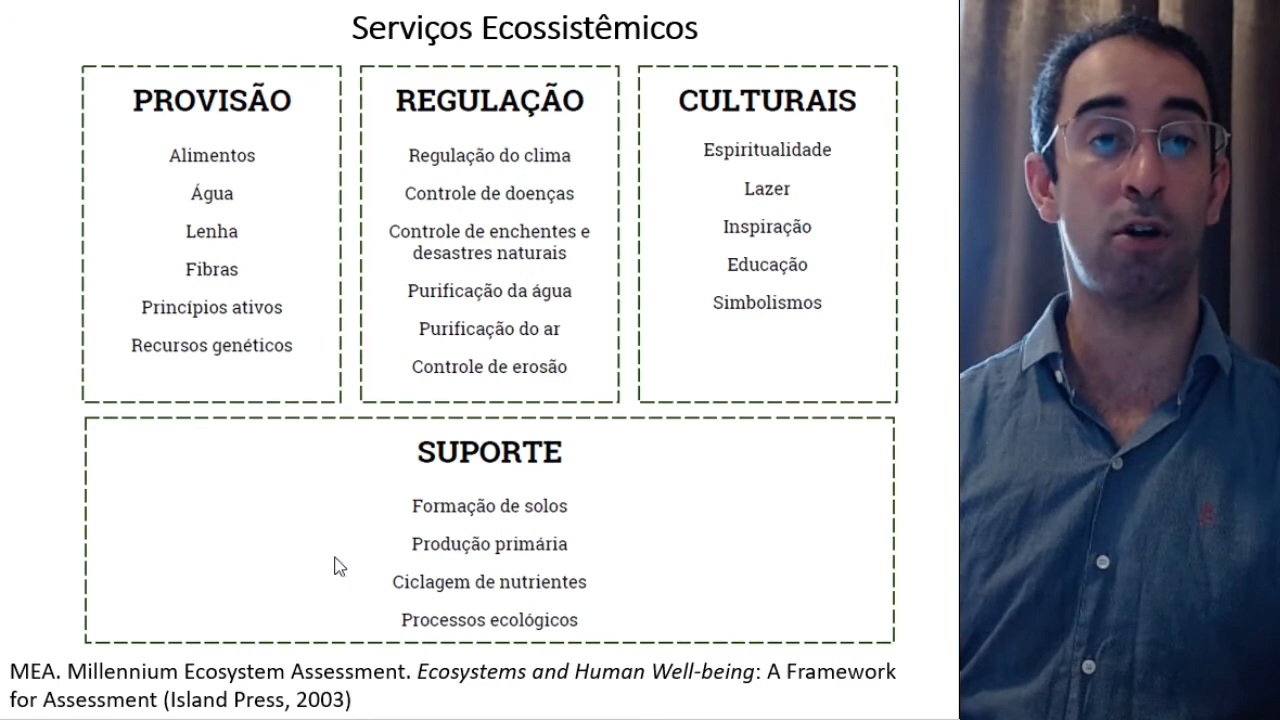 Serviços Ecossistêmicos
PROVISÃO
Alimentos
Água
Lenha
Fibras
Princípios ativos
Recursos genéticos
REGULAÇÃO
Regulação do clima
Controle de doenças
Controle de enchentes e
desastres naturais
Purificação da água
Purificação do ar
Controle de erosão
CULTURAIS
Espiritualidade
Lazer
Inspiração
Educação
Simbolismos
SUPORTE
Formação de solos
Produção primária
Ciclagem de nutrientes
Processos ecológicos
MEA. Millennium Ecosystem Assessment. Ecosystems and Human Well-being: A Framework
for Assessment (Island Press, 2003)